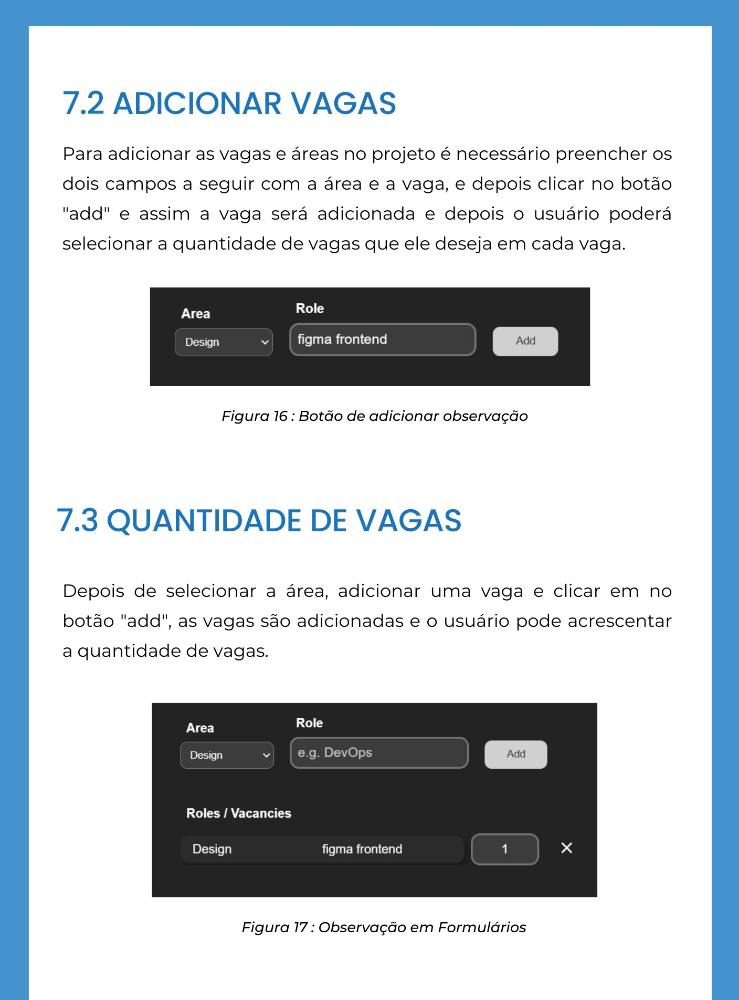 7.2 ADICIONAR VAGAS
Para adicionar as vagas e áreas no projeto é necessário preencher os
dois campos a seguir com a área e a vaga, e depois clicar no botão
"add" e assim a vaga será adicionada e depois o usuário poderá
selecionar a quantidade de vagas que ele deseja em cada vaga.
Area
Role
Design
figma frontend
Add
Figura 16 : Botão de adicionar observação
7.3 QUANTIDADE DE VAGAS
Depois de selecionar a área, adicionar uma vaga e clicar em no
botão "add", as vagas são adicionadas e o usuário pode acrescentar
a quantidade de vagas.
Area
Role
Design
e.g. DevOps
Add
Roles / Vacancies
Design
figma frontend
1
Figura 17 : Observação em Formulários